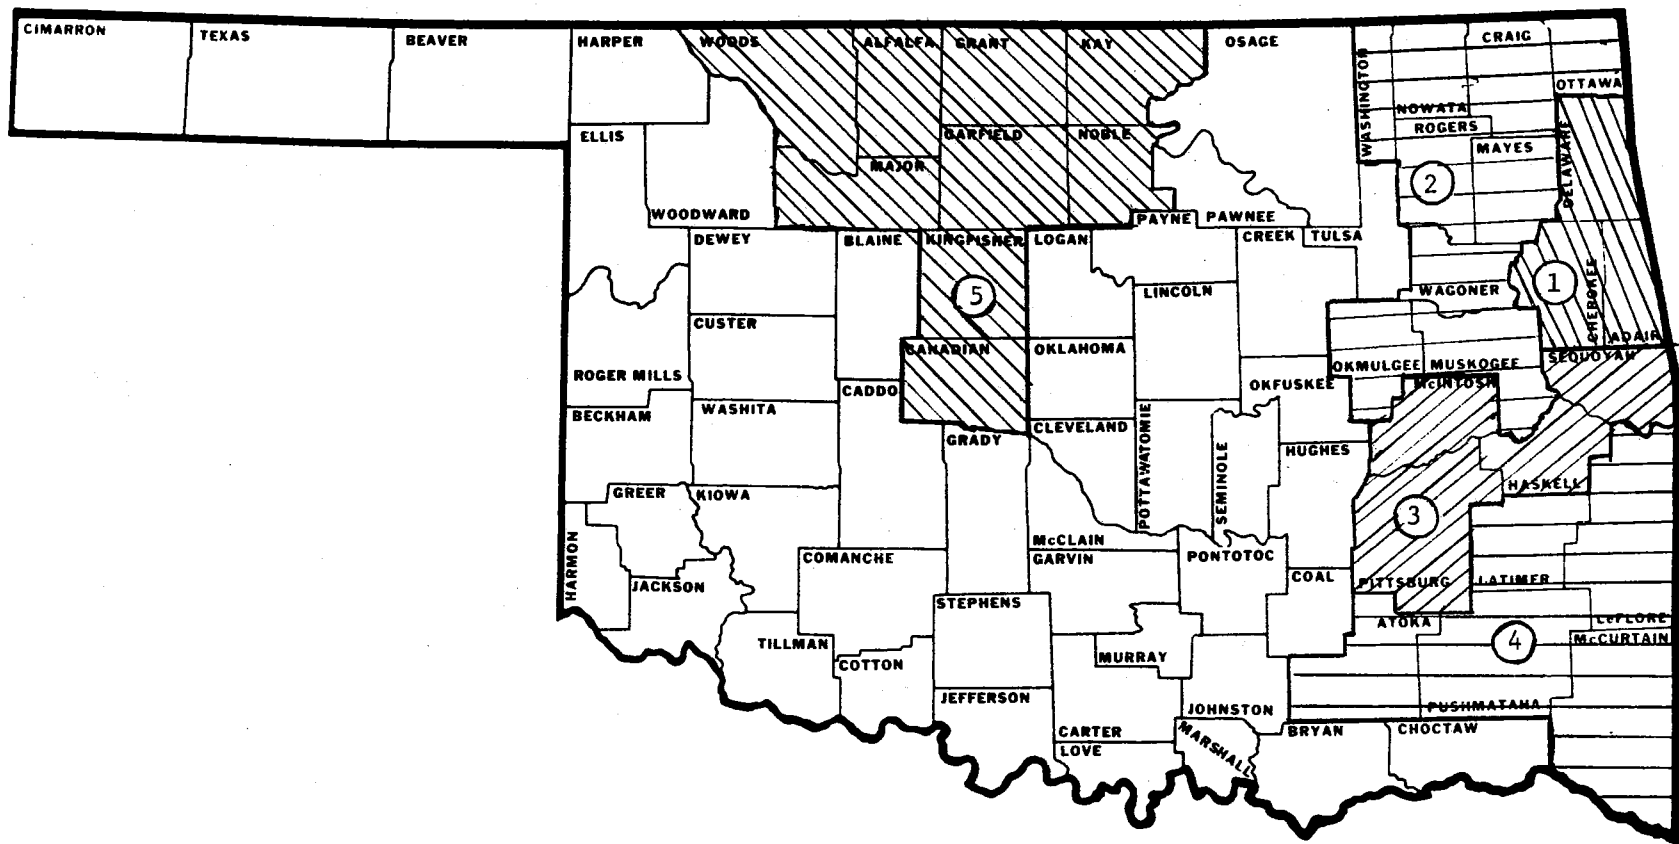 CIMARRON
TEXAS
BEAVER
HARPER
WOODS
ALFALFA
GRANT
KAY
OSAGE
WASHINGTON
CRAIG
OTTAWA
NOWATA
ROGERS
MAYES
DELAWARE
ELLIS
GARFIELD
NOBLE
MAJOR
2
WOODWARD
PAYNE
PAWNEE
DEWEY
BLAINE
KINGFISHER
LOGAN
CREEK
TULSA
CHEROKEE
1
5
LINCOLN
WAGONER
CUSTER
CANADIAN
OKLAHOMA
ADAIR
SEQUOYAH
ROGER MILLS
CADDO
OKFUSKEE
OKMULGEE
MUSKOGEE
McINTOSH
BECKHAM
WASHITA
GRADY
CLEVELAND
POTTAWATOMIE
SEMINOLE
HUGHES
HASKELL
GREER
KIOWA
3
HARMON
JACKSON
COMANCHE
McCLAIN
GARVIN
PONTOTOC
COAL
PITTSBURG
LATIMER
STEPHENS
ATOKA
LeFLORE
McCURTAIN
4
TILLMAN
COTTON
MURRAY
JEFFERSON
JOHNSTON
PUSHMATAHA
CARTER
LOVE
MARSHALL
BRYAN
CHOCTAW